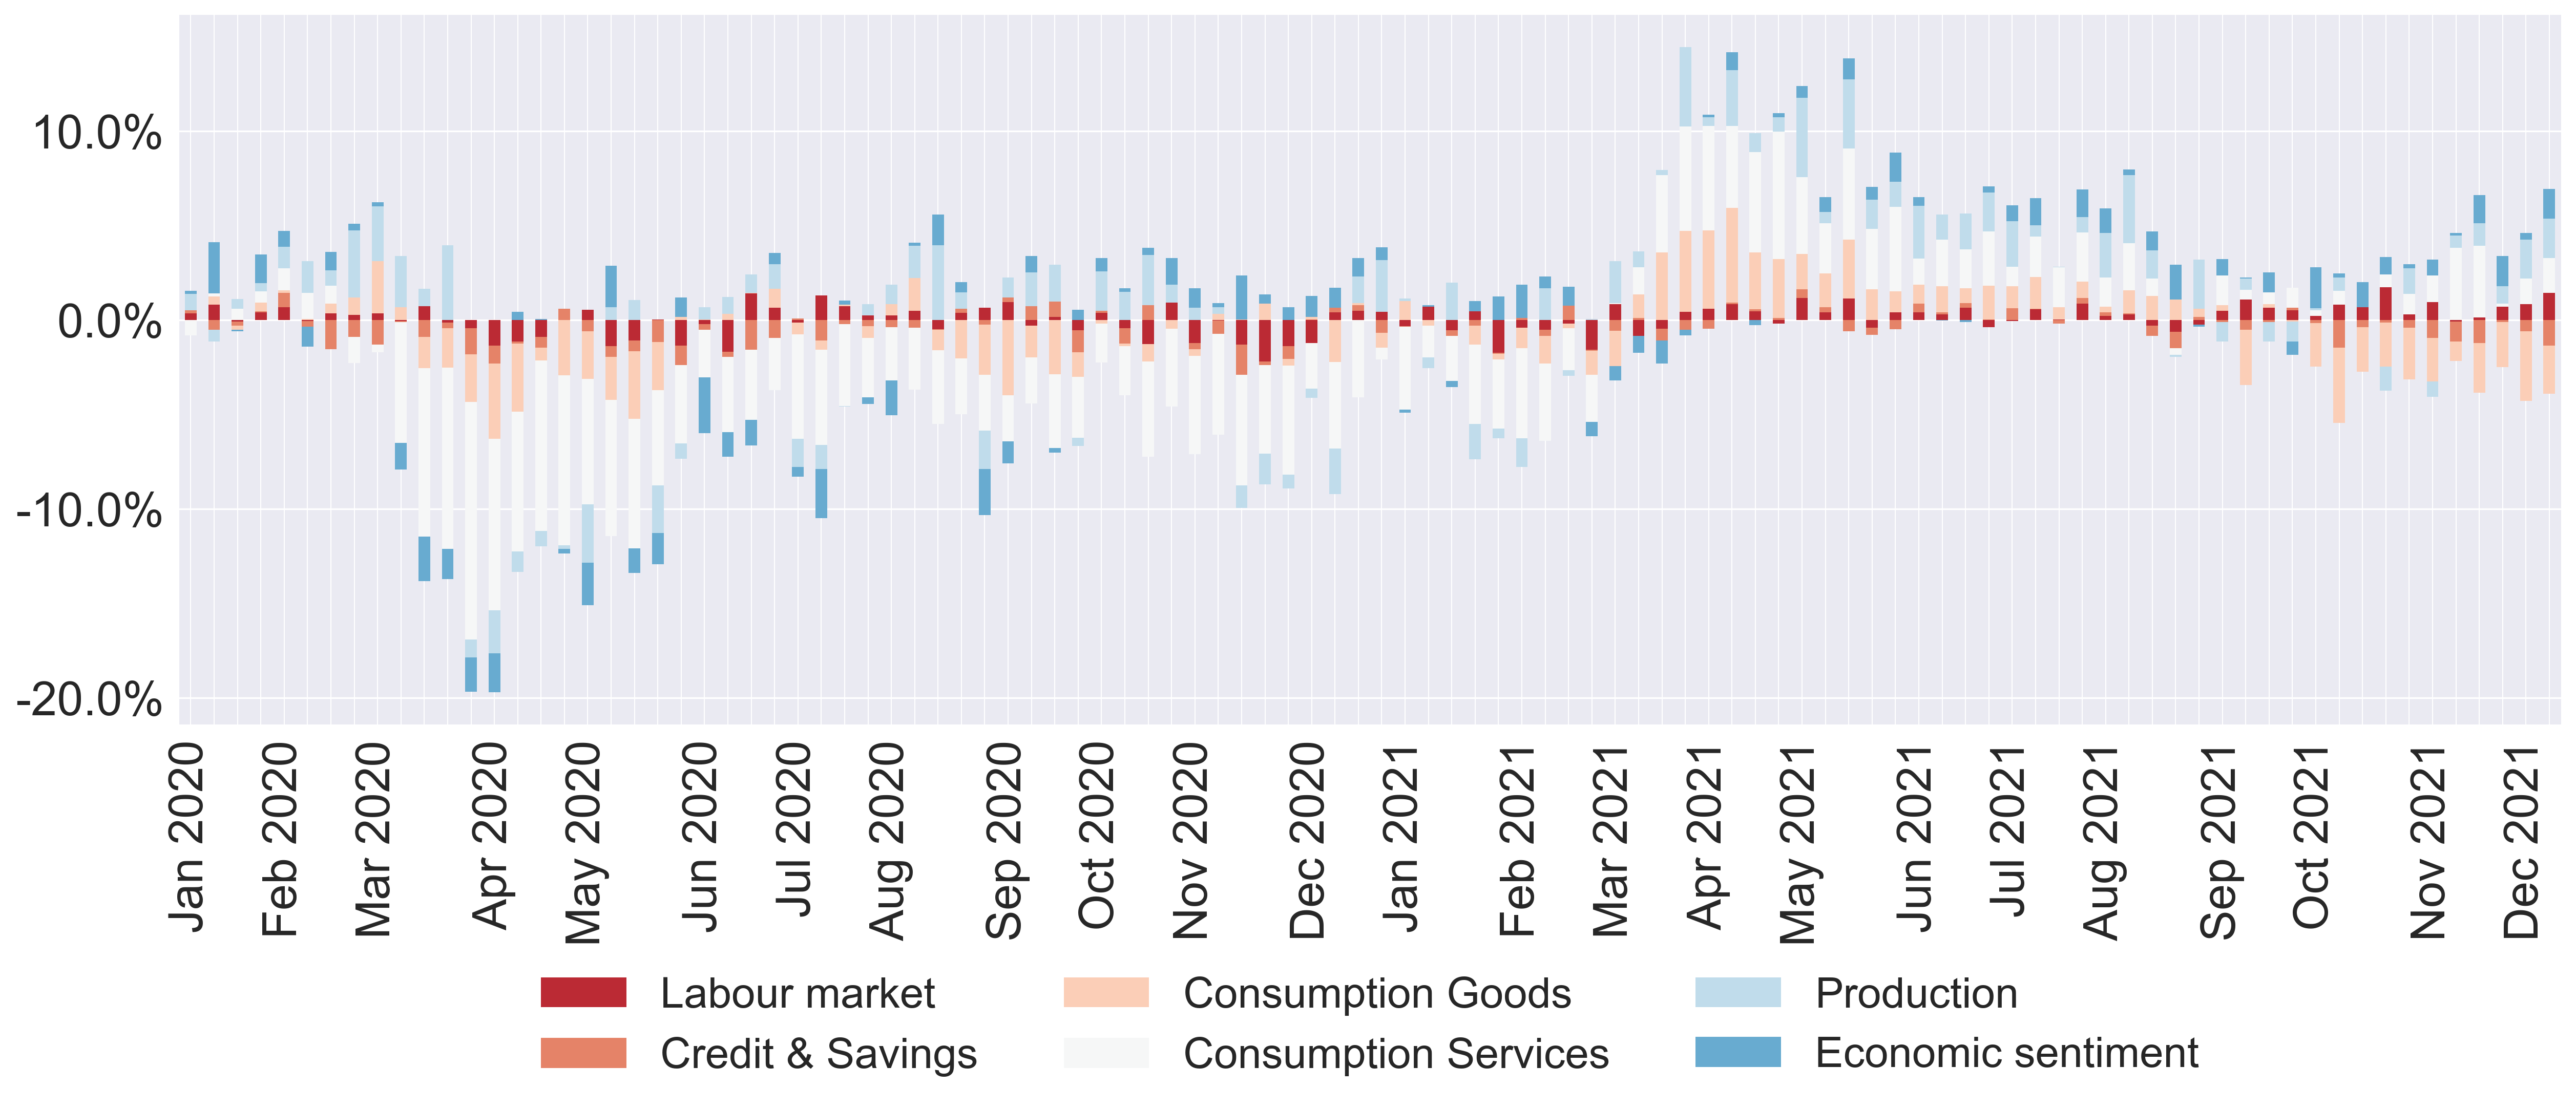 10.0%
0.0%
-10.0%
-20.0%
Jan 2020
Feb 2020
Mar 2020
Apr 2020
May 2020
Jun 2020
Jul 2020
Aug 2020
Sep 2020
Oct 2020
Nov 2020
Dec 2020
Jan 2021
Feb 2021
Mar 2021
Apr 2021
May 2021
Jun 2021
Jul 2021
Aug 2021
Sep 2021
Oct 2021
Nov 2021
Dec 2021
Labour market
Consumption Goods
Production
Credit & Savings
Consumption Services
Economic sentiment